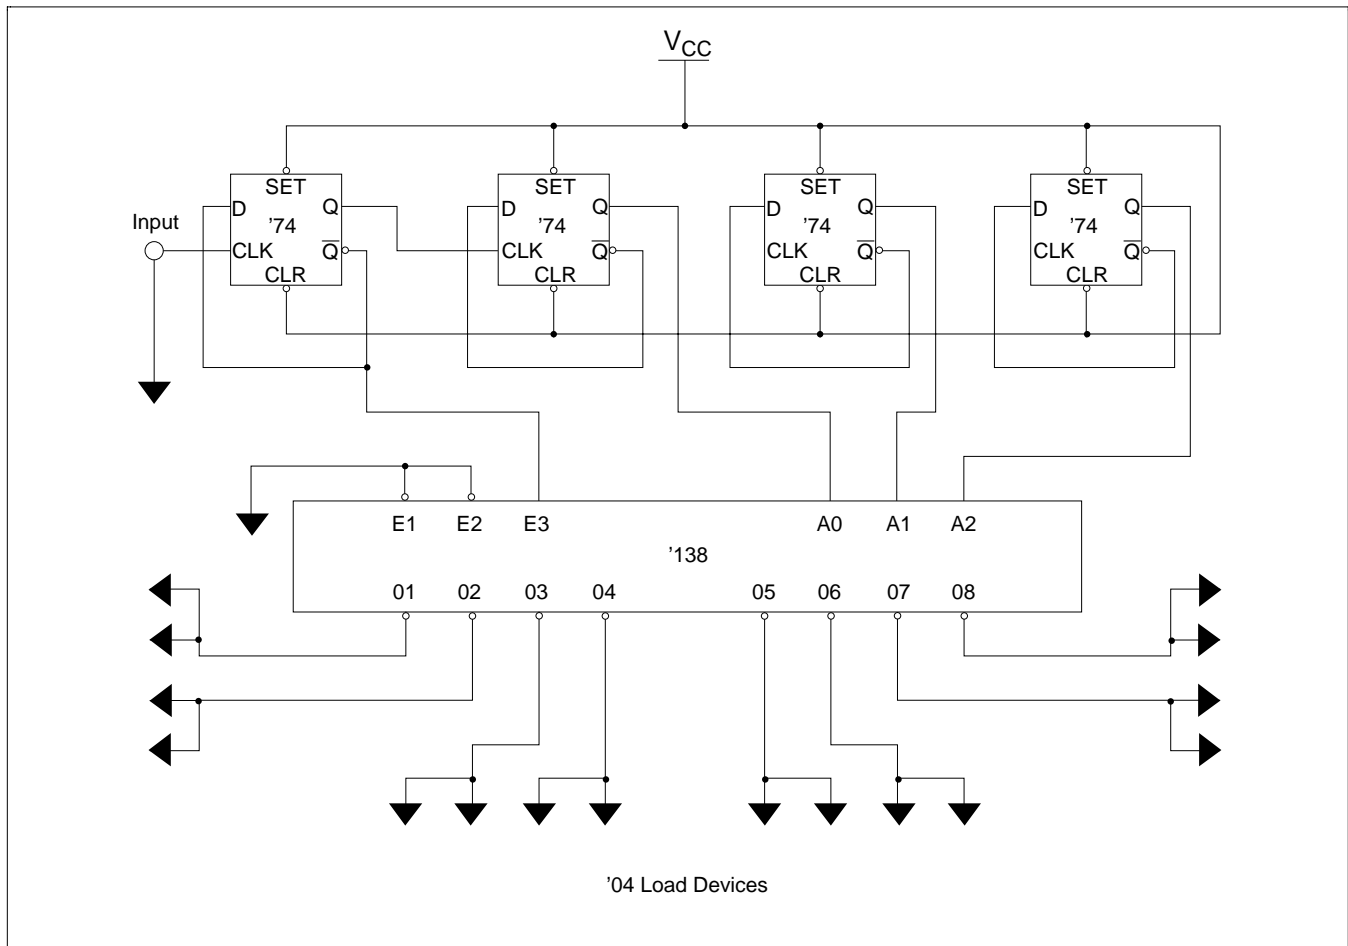 VCC
SET SET SET SET
D Q D Q D Q D Q
'74 '74 '74 '74
Input
CLK Q CLK Q CLK Q CLK Q
CLR CLR CLR CLR
E1 E2 E3 A0 A1 A2
'138
01 02 03 04 05 06 07 08
'04 Load Devices